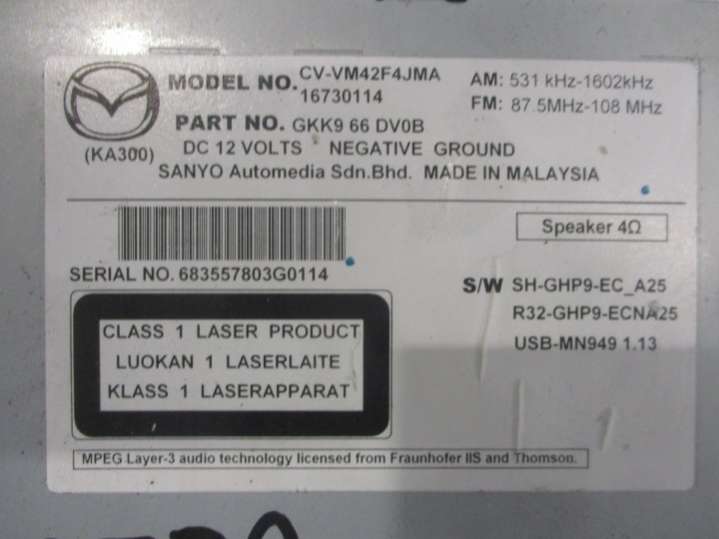 MODEL NO. CV-VM42F4JMA
16730114
AM: 531 kHz-1602kHz
FM: 87.5MHz-108 MHz
PART NO. GKK9 66 DV0B
(KA300)
DC 12 VOLTS NEGATIVE GROUND
SANYO Automedia Sdn.Bhd. MADE IN MALAYSIA
Speaker 4Ω
SERIAL NO. 683557803G0114
S/W SH-GHP9-EC_A25
R32-GHP9-ECNA25
USB-MN949 1.13
CLASS 1 LASER PRODUCT
LUOKAN 1 LASERLAITE
KLASS 1 LASERAPPARAT
MPEG Layer-3 audio technology licensed from Fraunhofer IIS and Thomson.